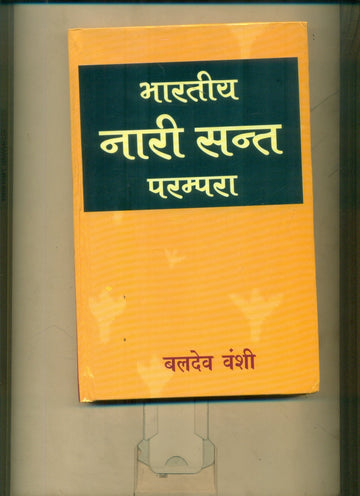 भारतीय
नारी सन्त
परम्परा
बलदेव वंशी